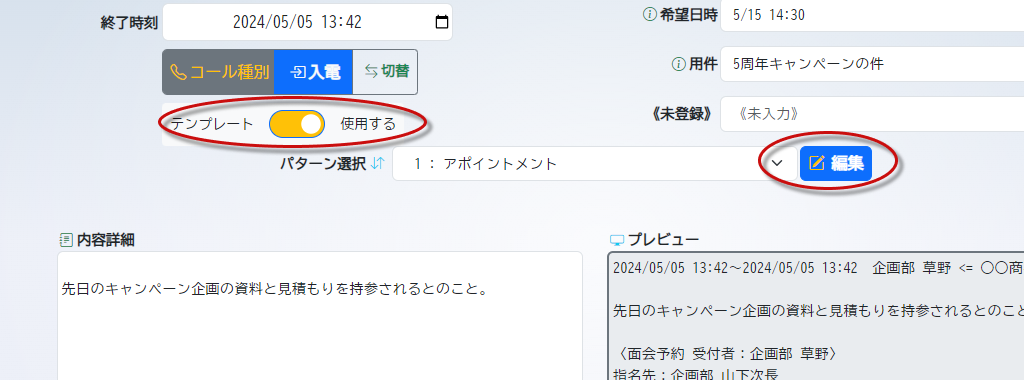 終了時刻 2024/05/05 13:42
希望日時 5/15 14:30
コール種別 入電 切替
用件 5周年キャンペーンの件
テンプレート 使用する
《未登録》 《未入力》
パターン選択 1 : アポイントメント 編集
内容詳細
先日のキャンペーン企画の資料と見積もりを持参されるとのこと。
プレビュー
2024/05/05 13:42~2024/05/05 13:42 企画部 草野 <= 〇〇商
先日のキャンペーン企画の資料と見積もりを持参されるとのこと
〈面会予約 受付者:企画部 草野〉
指名先:企画部 山下次長